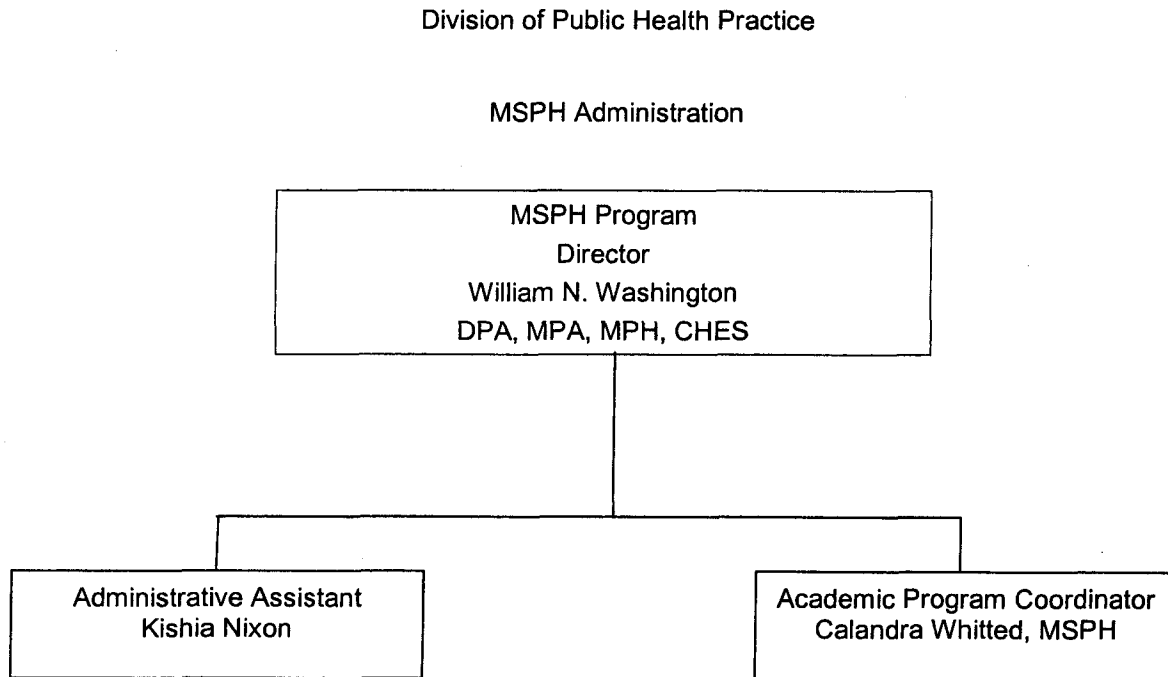 Division of Public Health Practice
MSPH Administration
MSPH Program
Director
William N. Washington
DPA, MPA, MPH, CHES
Administrative Assistant
Kishia Nixon
Academic Program Coordinator
Calandra Whitted, MSPH